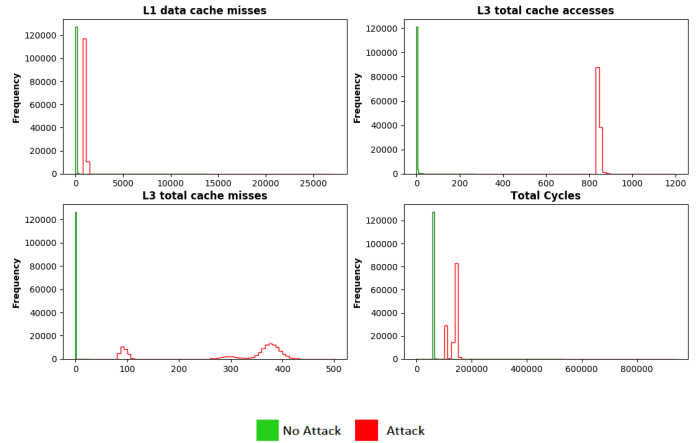 L1 data cache misses
Frequency
120000
100000
80000
60000
40000
20000
0
0 5000 10000 15000 20000 25000
L3 total cache accesses
Frequency
120000
100000
80000
60000
40000
20000
0
0 200 400 600 800 1000 1200
L3 total cache misses
Frequency
120000
100000
80000
60000
40000
20000
0
0 100 200 300 400 500
Total Cycles
Frequency
120000
100000
80000
60000
40000
20000
0
0 200000 400000 600000 800000
No Attack Attack